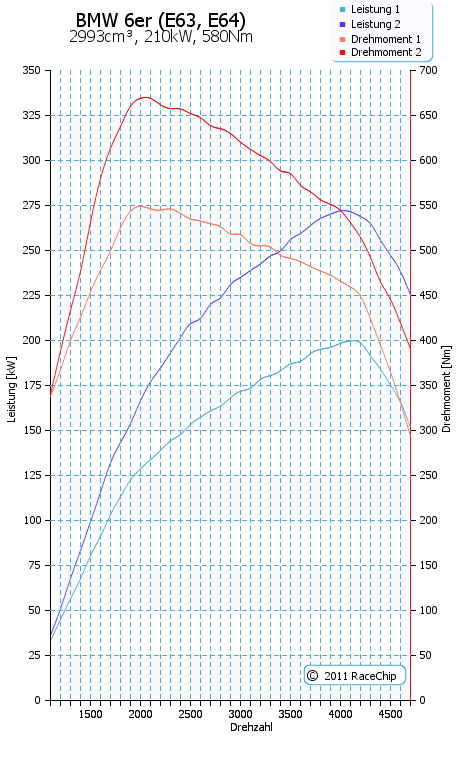 BMW 6er (E63, E64)
2993cm³, 210kW, 580Nm
Leistung 1
Leistung 2
Drehmoment 1
Drehmoment 2
350 700
325 650
300 600
275 550
250 500
225 450
200 400
175 350
150 300
125 250
100 200
75 150
50 100
25 50
0 0
Leistung [kW]
Drehmoment [Nm]
© 2011 RaceChip
1500 2000 2500 3000 3500 4000 4500
Drehzahl